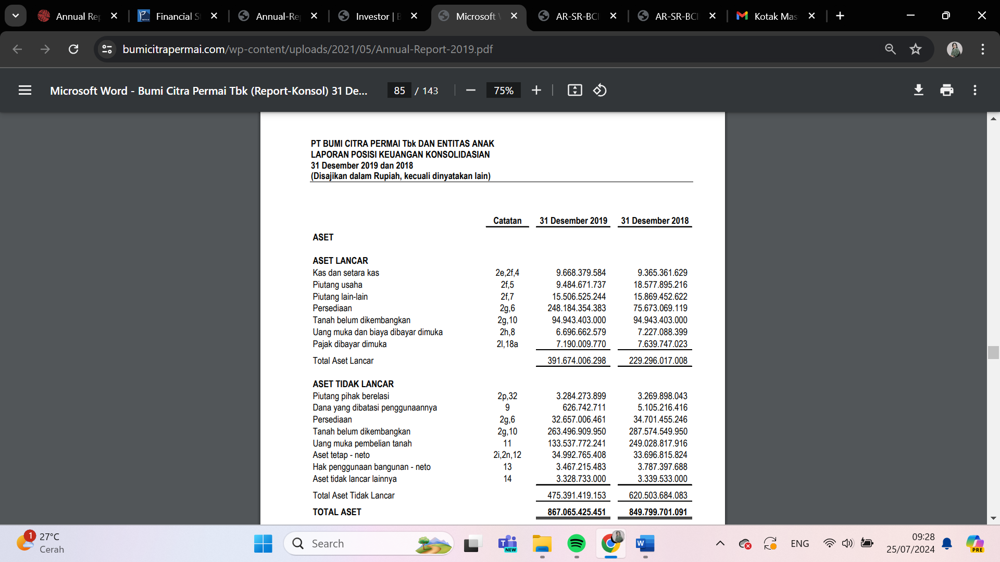 Annual Re
Financial S
Annual-Re
Investor | B
Microsoft
AR-SR-BC
AR-SR-BC
Kotak Mas
bumicitrapermai.com/wp-content/uploads/2021/05/Annual-Report-2019.pdf
Microsoft Word - Bumi Citra Permai Tbk (Report-Konsol) 31 De... 85 / 143 75%
PT BUMI CITRA PERMAI Tbk DAN ENTITAS ANAK
LAPORAN POSISI KEUANGAN KONSOLIDASIAN
31 Desember 2019 dan 2018
(Disajikan dalam Rupiah, kecuali dinyatakan lain)
Catatan 31 Desember 2019 31 Desember 2018
ASET
ASET LANCAR
Kas dan setara kas 2e,2f,4 9.668.379.584 9.365.361.629
Piutang usaha 2f,5 9.484.671.737 18.577.895.216
Piutang lain-lain 2f,7 15.506.525.244 15.869.452.622
Persediaan 2g,6 248.184.354.383 75.673.069.119
Tanah belum dikembangkan 2g,10 94.943.403.000 94.943.403.000
Uang muka dan biaya dibayar dimuka 2h,8 6.696.662.579 7.227.088.399
Pajak dibayar dimuka 2l,18a 7.190.009.770 7.639.747.023
Total Aset Lancar 391.674.006.298 229.296.017.008
ASET TIDAK LANCAR
Piutang pihak berelasi 2p,32 3.284.273.899 3.269.898.043
Dana yang dibatasi penggunaannya 9 626.742.711 5.105.216.416
Persediaan 2g,6 32.657.006.461 34.701.455.246
Tanah belum dikembangkan 2g,10 263.496.909.950 287.574.549.950
Uang muka pembelian tanah 11 133.537.772.241 249.028.817.916
Aset tetap - neto 2i,2n,12 34.992.765.408 33.696.815.824
Hak penggunaan bangunan - neto 13 3.467.215.483 3.787.397.688
Aset tidak lancar lainnya 14 3.328.733.000 3.339.533.000
Total Aset Tidak Lancar 475.391.419.153 620.503.684.083
TOTAL ASET 867.065.425.451 849.799.701.091
1
27°C
Cerah
Search
NEW
ENG
09:28
25/07/2024
PRE